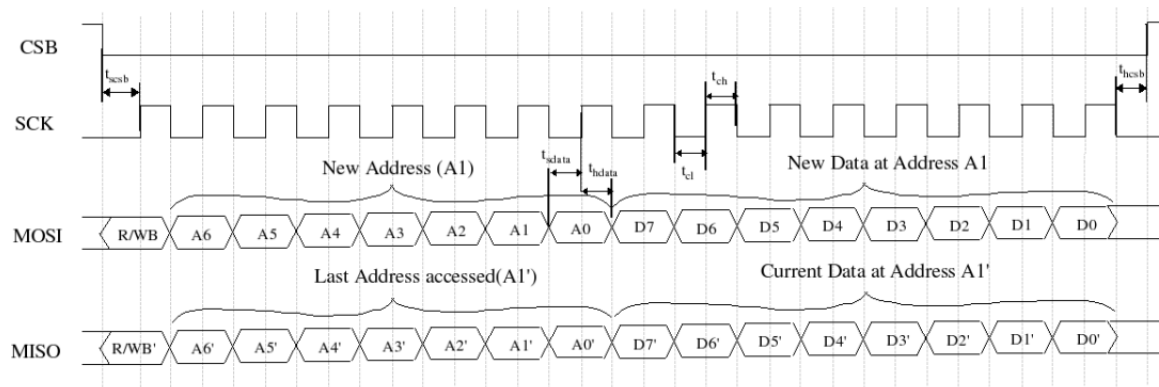 CSB
t_scsb
t_ch
t_hcsb
SCK
New Address (A1)
t_sdata
t_hdata
t_cl
New Data at Address A1
MOSI R/WB A6 A5 A4 A3 A2 A1 A0 D7 D6 D5 D4 D3 D2 D1 D0
Last Address accessed(A1')
Current Data at Address A1'
MISO R/WB' A6' A5' A4' A3' A2' A1' A0' D7' D6' D5' D4' D3' D2' D1' D0'